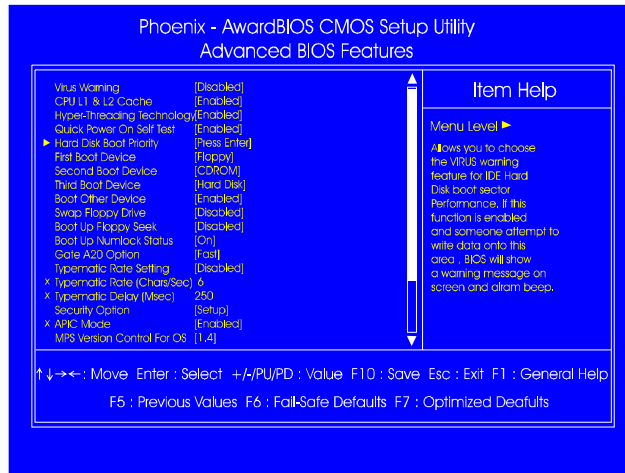 Phoenix - AwardBIOS CMOS Setup Utility
Advanced BIOS Features
Virus Warning [Disabled]
CPU L1 & L2 Cache [Enabled]
Hyper-Threading Technology[Enabled]
Quick Power On Self Test [Enabled]
► Hard Disk Boot Priority [Press Enter]
First Boot Device [Floppy]
Second Boot Device [CDROM]
Third Boot Device [Hard Disk]
Boot Other Device [Enabled]
Swap Floppy Drive [Disabled]
Boot Up Floppy Seek [Disabled]
Boot Up Numlock Status [On]
Gate A20 Option [Fast]
Typematic Rate Setting [Disabled]
x Typematic Rate (Chars/Sec) 6
x Typematic Delay (Msec) 250
Security Option [Setup]
x APIC Mode [Enabled]
MPS Version Control For OS [1.4]
Item Help
Menu Level ►
Allows you to choose
the VIRUS warning
feature for IDE Hard
Disk boot sector
Performance. If this
function is enabled
and someone attempt to
write data onto this
area , BIOS will show
a warning message on
screen and alram beep.
↑↓→←: Move Enter : Select +/-/PU/PD : Value F10 : Save Esc : Exit F1 : General Help
F5 : Previous Values F6 : Fail-Safe Defaults F7 : Optimized Deafults